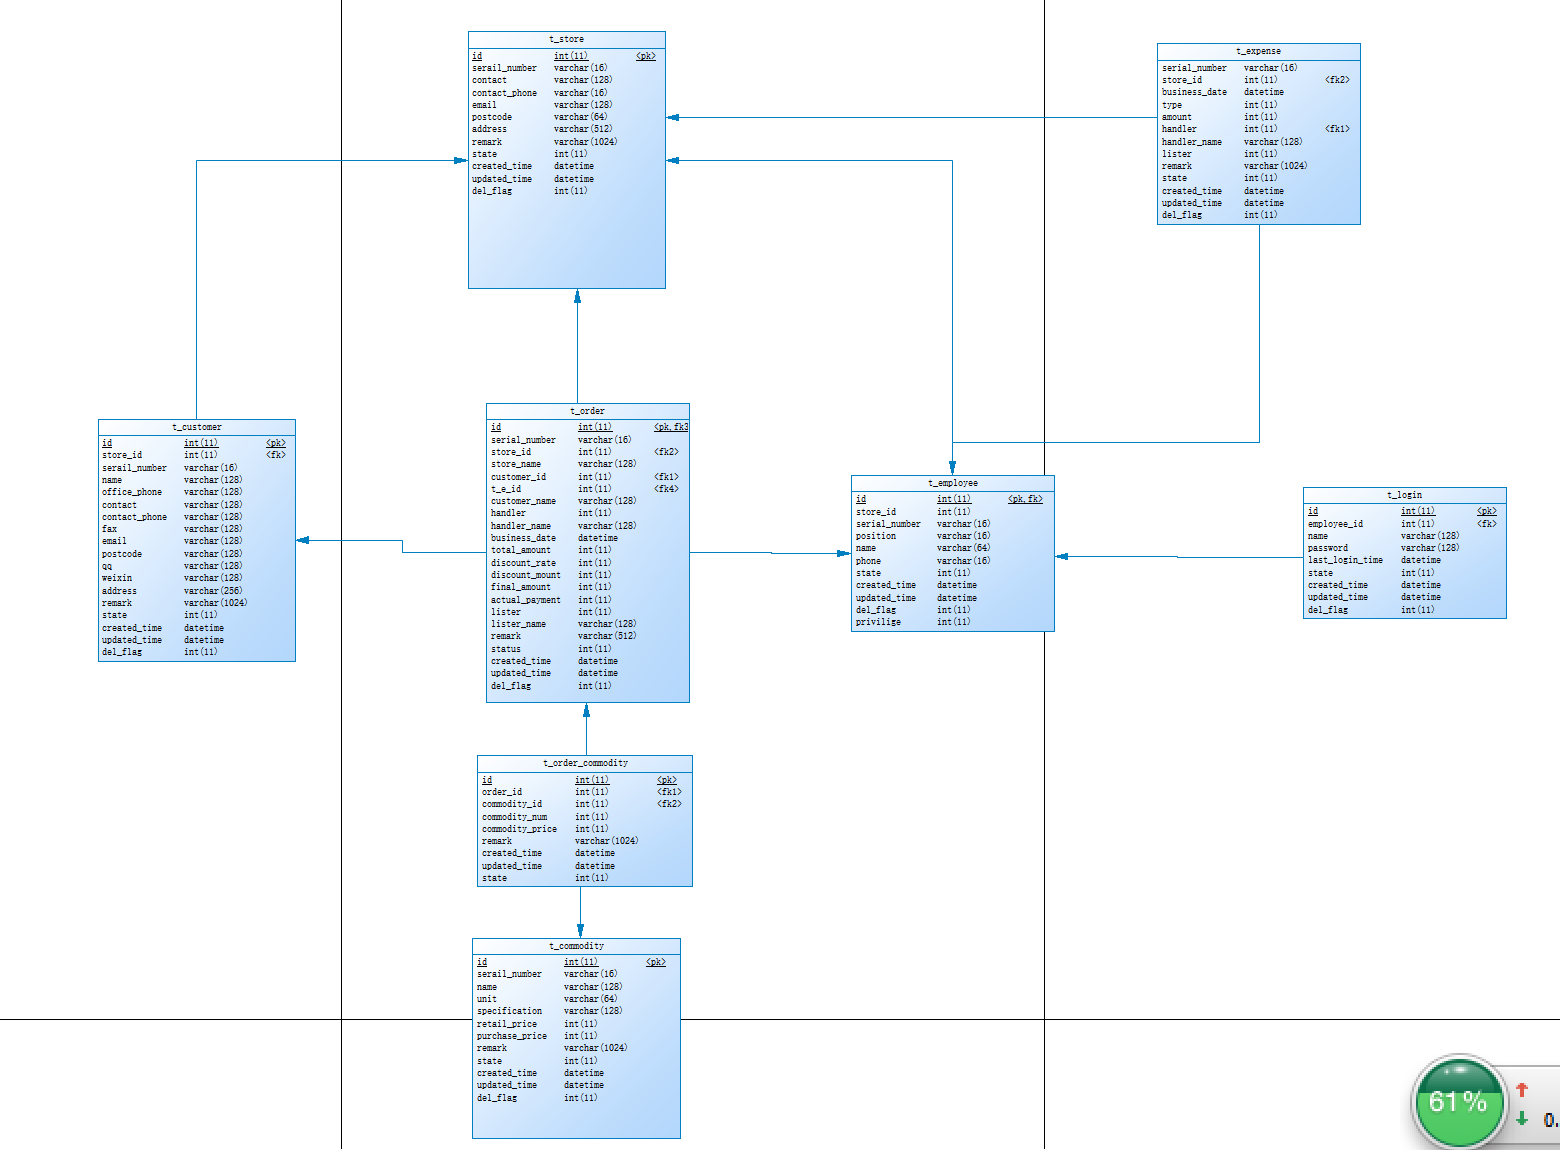 t_store
id int(11) <pk>
serail_number varchar(16)
contact varchar(128)
contact_phone varchar(16)
email varchar(128)
postcode varchar(64)
address varchar(512)
remark varchar(1024)
state int(11)
created_time datetime
updated_time datetime
del_flag int(11)
t_expense
serial_number varchar(16)
store_id int(11) <fk2>
business_date datetime
type int(11)
amount int(11)
handler int(11) <fk1>
handler_name varchar(128)
lister int(11)
remark varchar(1024)
state int(11)
created_time datetime
updated_time datetime
del_flag int(11)
t_customer
id int(11) <pk>
store_id int(11) <fk>
serail_number varchar(16)
name varchar(128)
office_phone varchar(128)
contact varchar(128)
contact_phone varchar(128)
fax varchar(128)
email varchar(128)
postcode varchar(128)
qq varchar(128)
weixin varchar(128)
address varchar(256)
remark varchar(1024)
state int(11)
created_time datetime
updated_time datetime
del_flag int(11)
t_order
id int(11) <pk,fk3
serial_number varchar(16)
store_id int(11) <fk2>
store_name varchar(128)
customer_id int(11) <fk1>
t_e_id int(11) <fk4>
customer_name varchar(128)
handler int(11)
handler_name varchar(128)
business_date datetime
total_amount int(11)
discount_rate int(11)
discount_mount int(11)
final_amount int(11)
actual_payment int(11)
lister int(11)
lister_name varchar(128)
remark varchar(512)
status int(11)
created_time datetime
updated_time datetime
del_flag int(11)
t_employee
id int(11) <pk,fk>
store_id int(11)
serial_number varchar(16)
position varchar(16)
name varchar(64)
phone varchar(16)
state int(11)
created_time datetime
updated_time datetime
del_flag int(11)
privilige int(11)
t_login
id int(11) <pk>
employee_id int(11) <fk>
name varchar(128)
password varchar(128)
last_login_time datetime
state int(11)
created_time datetime
updated_time datetime
del_flag int(11)
t_order_commodity
id int(11) <pk>
order_id int(11) <fk1>
commodity_id int(11) <fk2>
commodity_num int(11)
commodity_price int(11)
remark varchar(1024)
created_time datetime
updated_time datetime
state int(11)
t_commodity
id int(11) <pk>
serail_number varchar(16)
name varchar(128)
unit varchar(64)
specification varchar(128)
retail_price int(11)
purchase_price int(11)
remark varchar(1024)
state int(11)
created_time datetime
updated_time datetime
del_flag int(11)
61%
0.